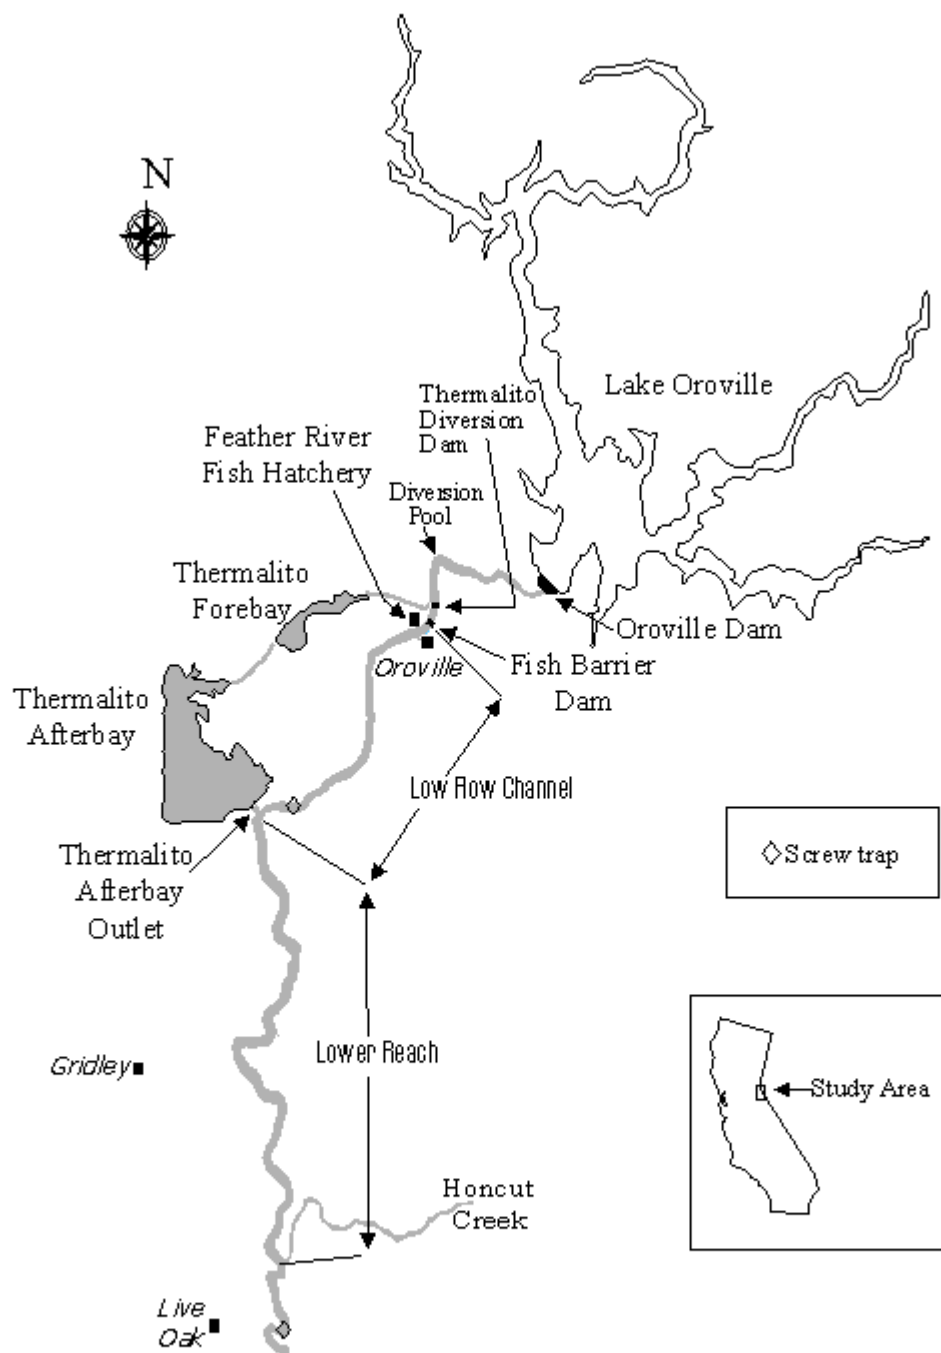 N
Lake Oroville
Thermalito
Diversion
Dam
Feather River
Fish Hatchery
Diversion
Pool
Thermalito
Forebay
Oroville Dam
Oroville
Fish Barrier
Dam
Thermalito
Afterbay
Low Flow Channel
Thermalito
Afterbay
Outlet
Screw trap
Lower Reach
Gridley
Study Area
Honcut
Creek
Live
Oak